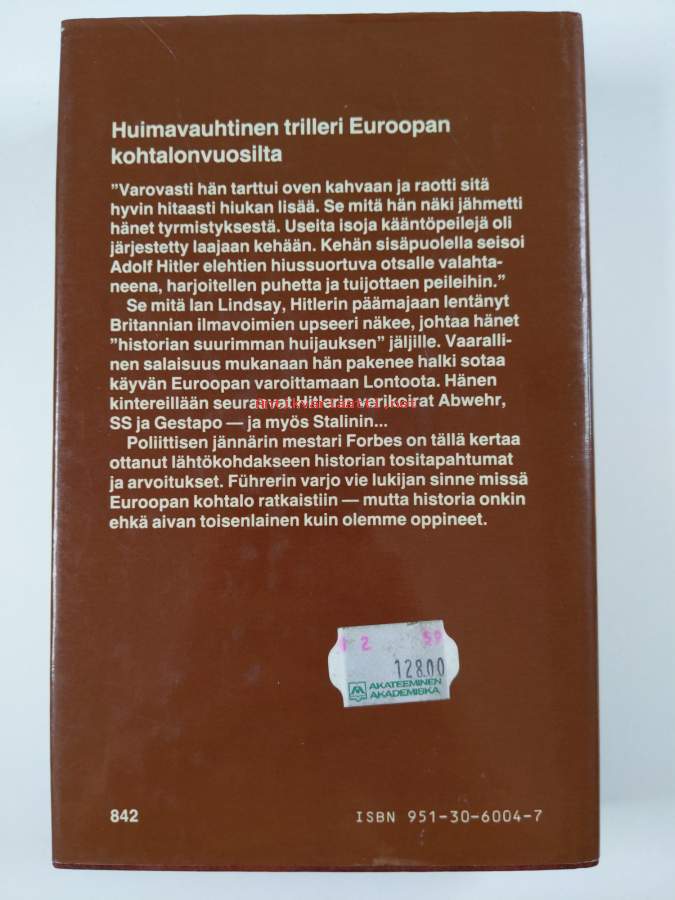 Huimavauhtinen trilleri Euroopan
kohtalonvuosilta
”Varovasti hän tarttui oven kahvaan ja raotti sitä
hyvin hitaasti hiukan lisää. Se mitä hän näki jähmetti
hänet tyrmistyksestä. Useita isoja kääntöpeilejä oli
järjestetty laajaan kehään. Kehän sisäpuolella seisoi
Adolf Hitler elehtien hiussuortuva otsalle valahta-
neena, harjoitellen puhetta ja tuijottaen peileihin.”
Se mitä Ian Lindsay, Hitlerin päämajaan lentänyt
Britannian ilmavoimien upseeri näkee, johtaa hänet
”historian suurimman huijauksen” jäljille. Vaaralli-
nen salaisuus mukanaan hän pakenee halki sotaa
käyvän Euroopan varoittamaan Lontoota. Hänen
kintereillään seuraavat Hitlerin verikoirat Abwehr,
SS ja Gestapo — ja myös Stalinin...
Poliittisen jännärin mestari Forbes on tällä kertaa
ottanut lähtökohdakseen historian tositapahtumat
ja arvoitukset. Führerin varjo vie lukijan sinne missä
Euroopan kohtalo ratkaistiin — mutta historia onkin
ehkä aivan toisenlainen kuin olemme oppineet.
128.00
AKATEEMINEN
AKADEMISKA
842
ISBN 951-30-6004-7